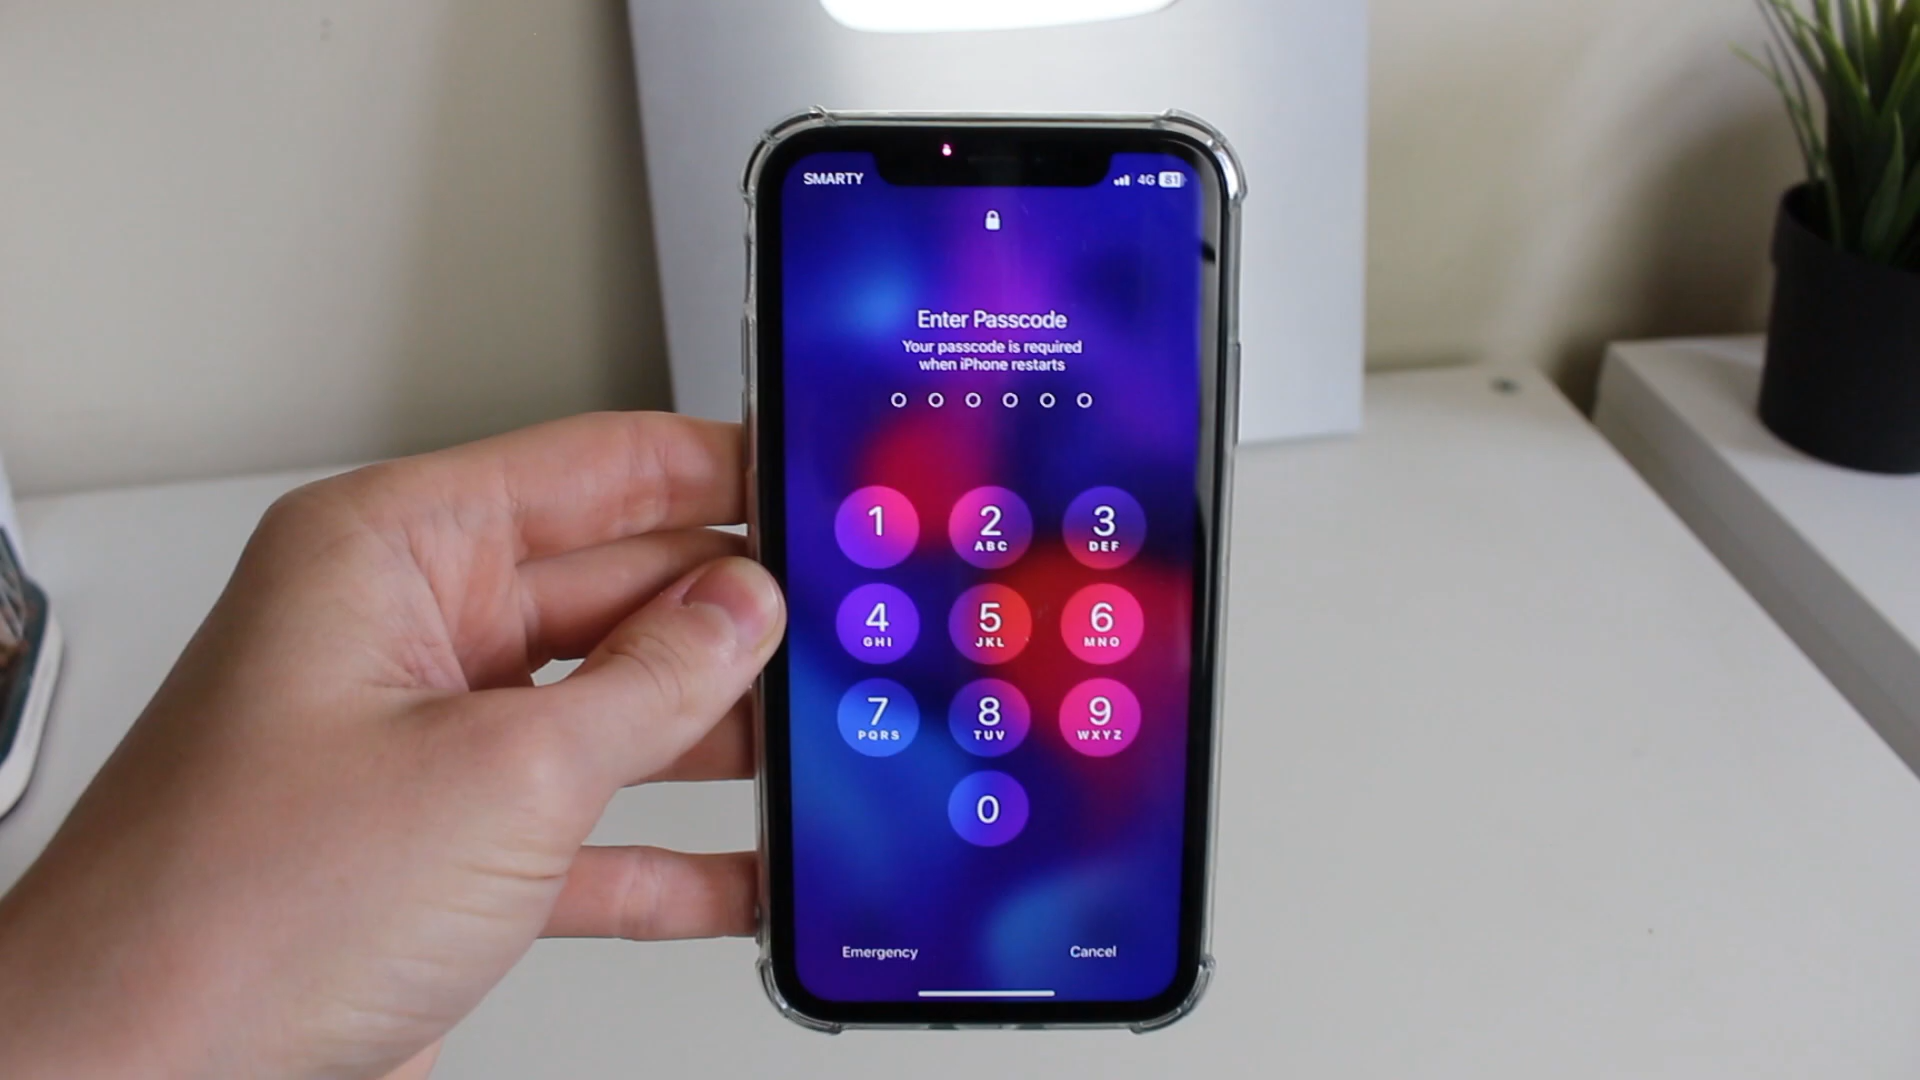 SMARTY 4G 81
Enter Passcode
Your passcode is required
when iPhone restarts
1 2 3
ABC DEF
4 5 6
GHI JKL MNO
7 8 9
PQRS TUV WXYZ
0
Emergency Cancel